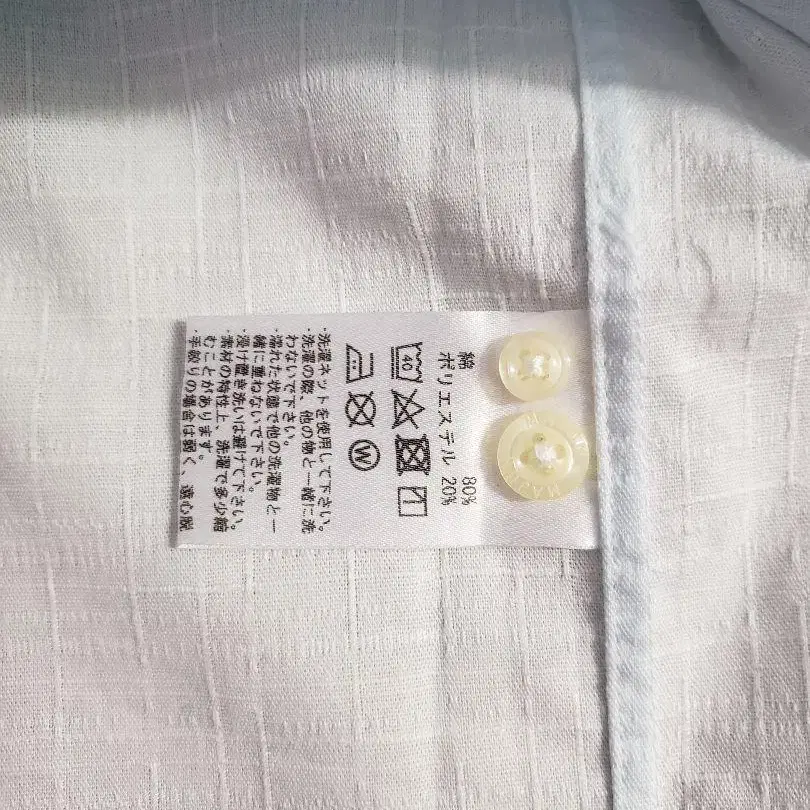 綿 80%
ポリエステル 20%
40
W
・洗濯ネットを使用して下さい。
・洗濯の際、他の物と一緒に洗
わないで下さい。
・濡れた状態で他の洗濯物と一
緒に重ねないで下さい。
・浸け置き洗いは避けて下さい。
・素材の特性上、洗濯で多少縮
むことがあります。
・手絞りの場合は弱く、遠心脱